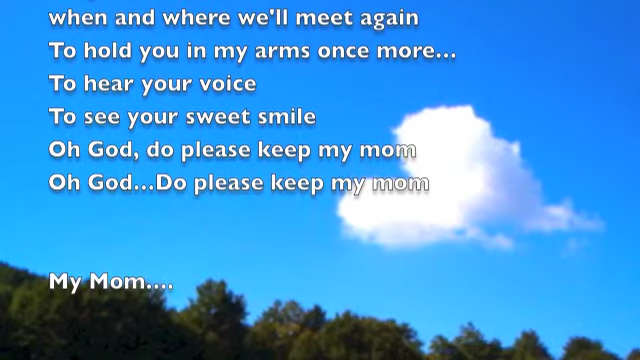 when and where we'll meet again
To hold you in my arms once more...
To hear your voice
To see your sweet smile
Oh God, do please keep my mom
Oh God...Do please keep my mom
My Mom....